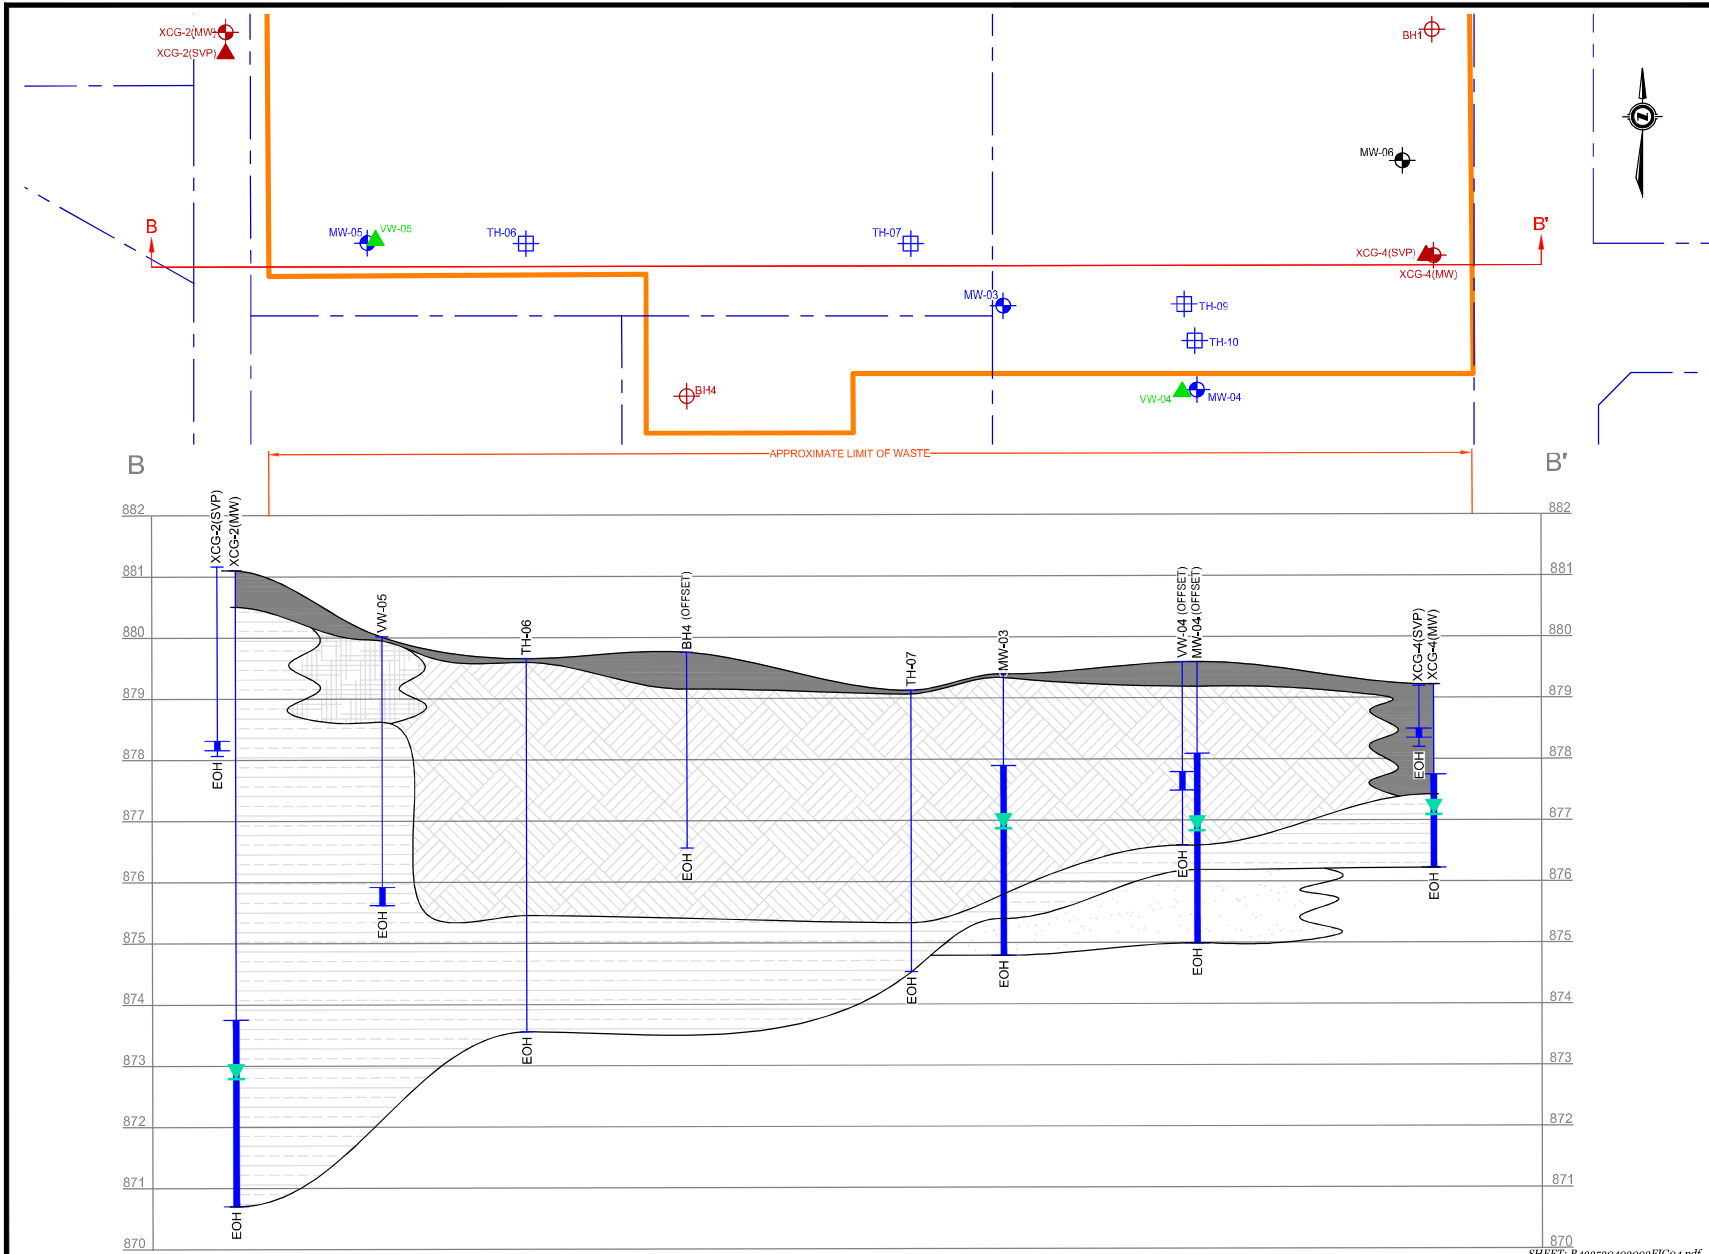 XCG-2(MW)
XCG-2(SVP)
BH1
MW-06
Z
B
B'
MW-05
VW-05
TH-06
TH-07
XCG-4(SVP)
XCG-4(MW)
MW-03
TH-09
TH-10
BH4
VW-04
MW-04
APPROXIMATE LIMIT OF WASTE
B
B'
XCG-2(SVP)
XCG-2(MW)
VW-05
TH-06
BH4 (OFFSET)
TH-07
MW-03
VW-04 (OFFSET)
MW-04 (OFFSET)
XCG-4(SVP)
XCG-4(MW)
882
882
881
881
880
880
879
879
878
878
EOH
EOH
877
877
876
876
EOH
EOH
EOH
EOH
875
875
EOH
EOH
EOH
874
874
873
873
EOH
872
872
871
871
EOH
870
870